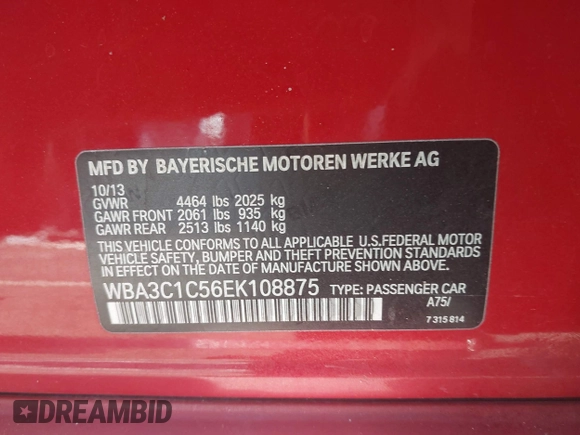 MFD BY BAYERISCHE MOTOREN WERKE AG
10/13
GVWR 4464 lbs 2025 kg
GAWR FRONT 2061 lbs 935 kg
GAWR REAR 2513 lbs 1140 kg
THIS VEHICLE CONFORMS TO ALL APPLICABLE U.S.FEDERAL MOTOR
VEHICLE SAFETY, BUMPER AND THEFT PREVENTION STANDARDS
IN EFFECT ON THE DATE OF MANUFACTURE SHOWN ABOVE.
WBA3C1C56EK108875 TYPE: PASSENGER CAR
A75/
7 315 814
DREAMBID